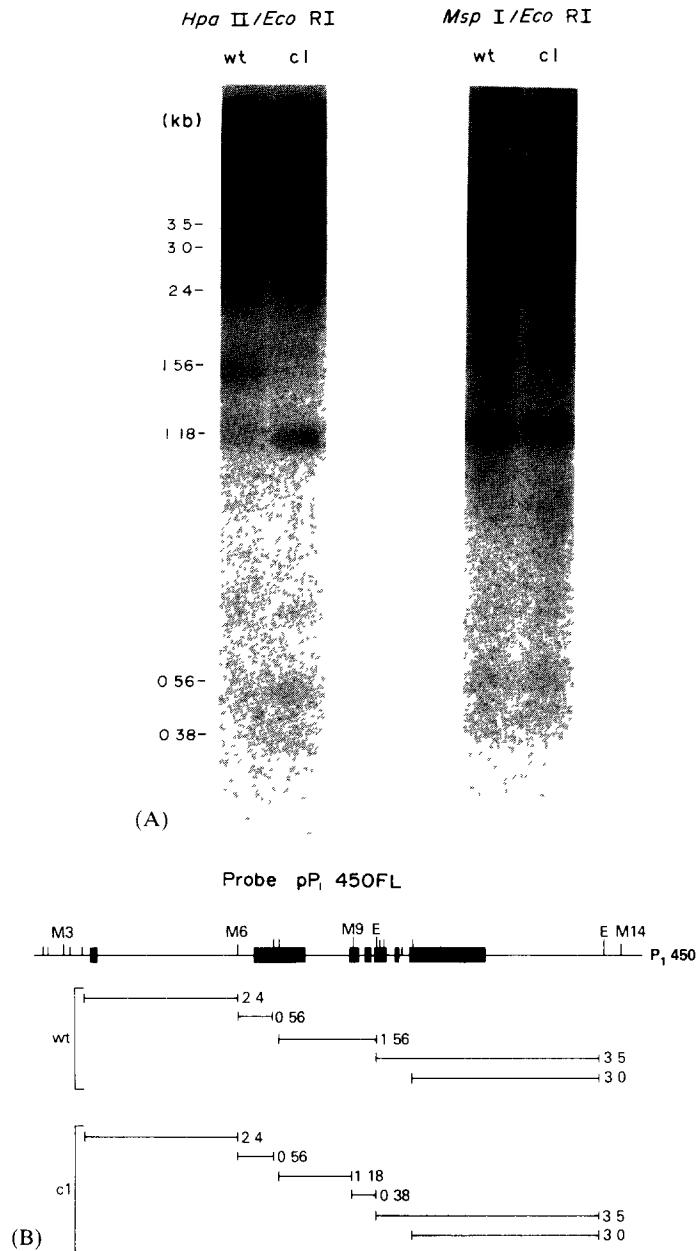 Hpa II/Eco RI Msp I/Eco RI
wt cl wt cl
(kb)
3 5-
3 0-
2 4-
1 56-
1 18-
0 56-
0 38-
(A)
Probe pP₁ 450FL
M3 M6 M9 E E M14
P₁ 450
2 4
0 56
wt
1 56
3 5
3 0
2 4
0 56
1 18
c1
0 38
3 5
(B)
3 0